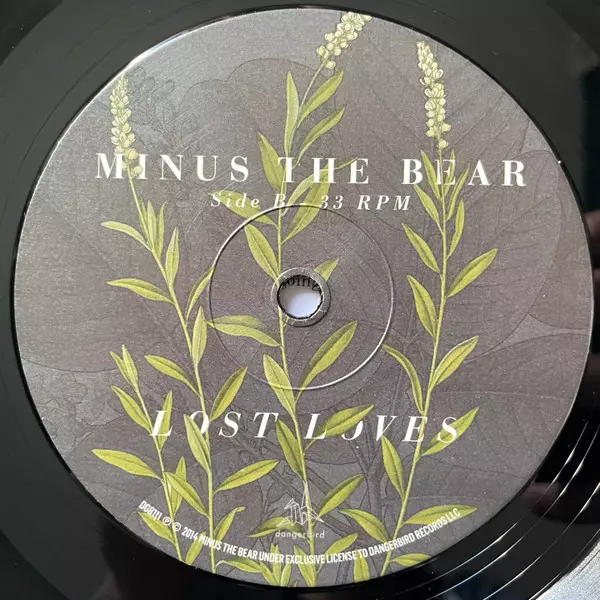 MINUS THE BEAR
Side B 33 RPM
LOST LOVES
dangerbird
DGB111 ℗ © 2014 MINUS THE BEAR UNDER EXCLUSIVE LICENSE TO DANGERBIRD RECORDS LLC